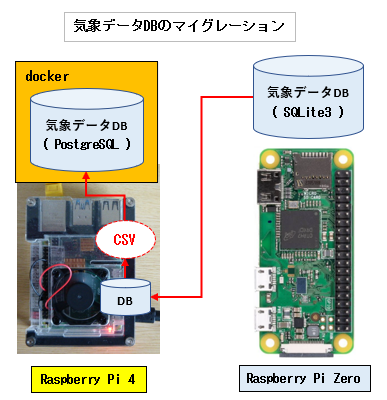 気象データDBのマイグレーション
docker
気象データDB
( PostgreSQL )
気象データDB
( SQLite3 )
CSV
DB
Raspberry Pi 4
Raspberry Pi Zero